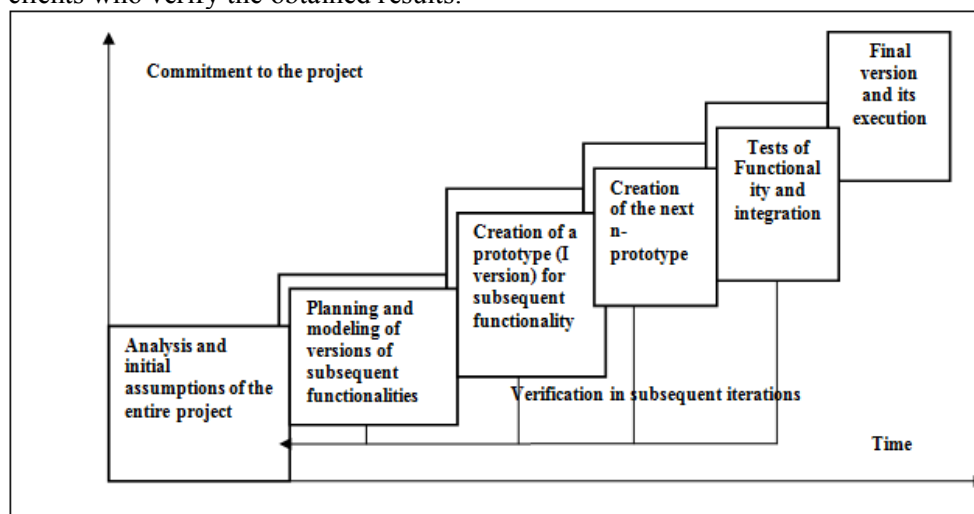 clients who verify the obtained results.
Commitment to the project
Final
version
and its
execution
Tests of
Functional
ity and
integration
Creation
of the next
n-
prototype
Creation of a
prototype (I
version) for
subsequent
functionality
Planning and
modeling of
versions of
subsequent
functionalities
Analysis and
initial
assumptions of the
entire project
Verification in subsequent iterations
Time